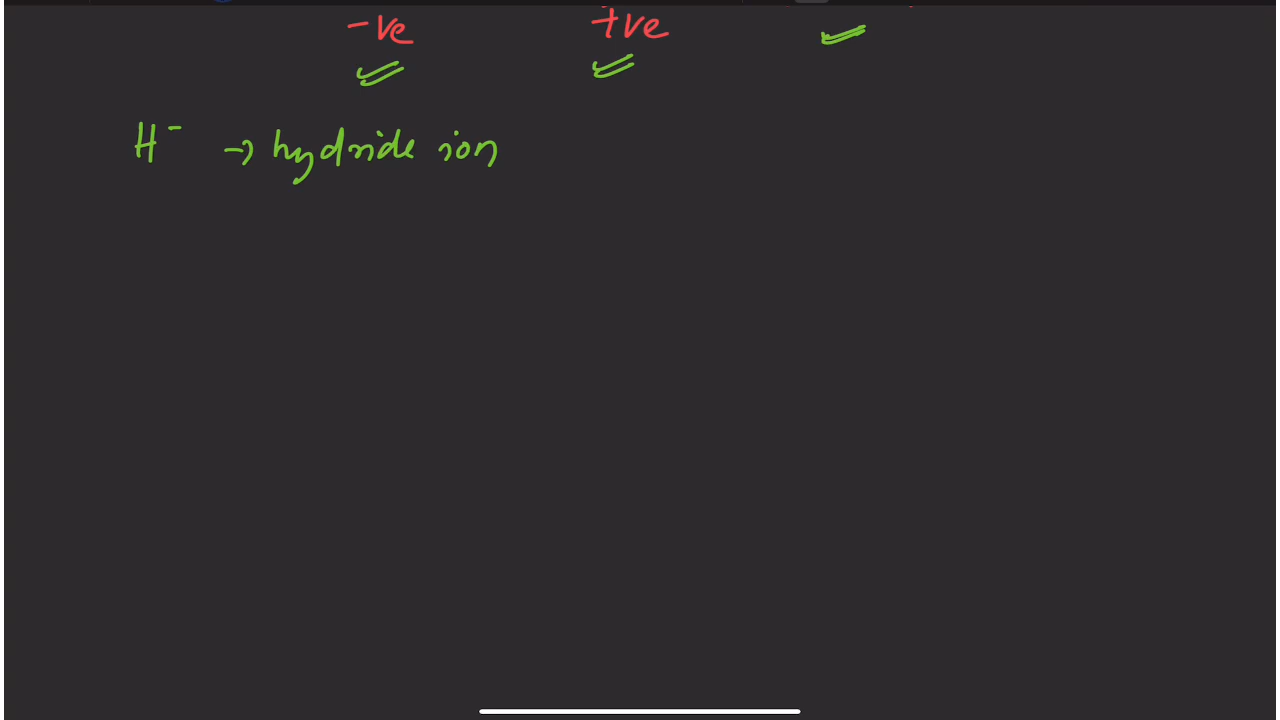 -ve +ve
H⁻ → hydride ion